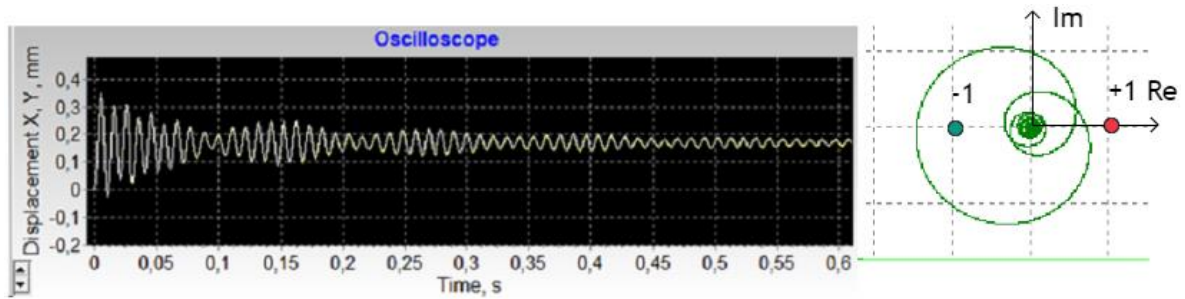 Oscilloscope
Displacement X, Y, mm
0,4
0,3
0,2
0,1
0
-0,1
-0,2
0 0,05 0,1 0,15 0,2 0,25 0,3 0,35 0,4 0,45 0,5 0,55 0,6
Time, s
Im
-1
+1 Re